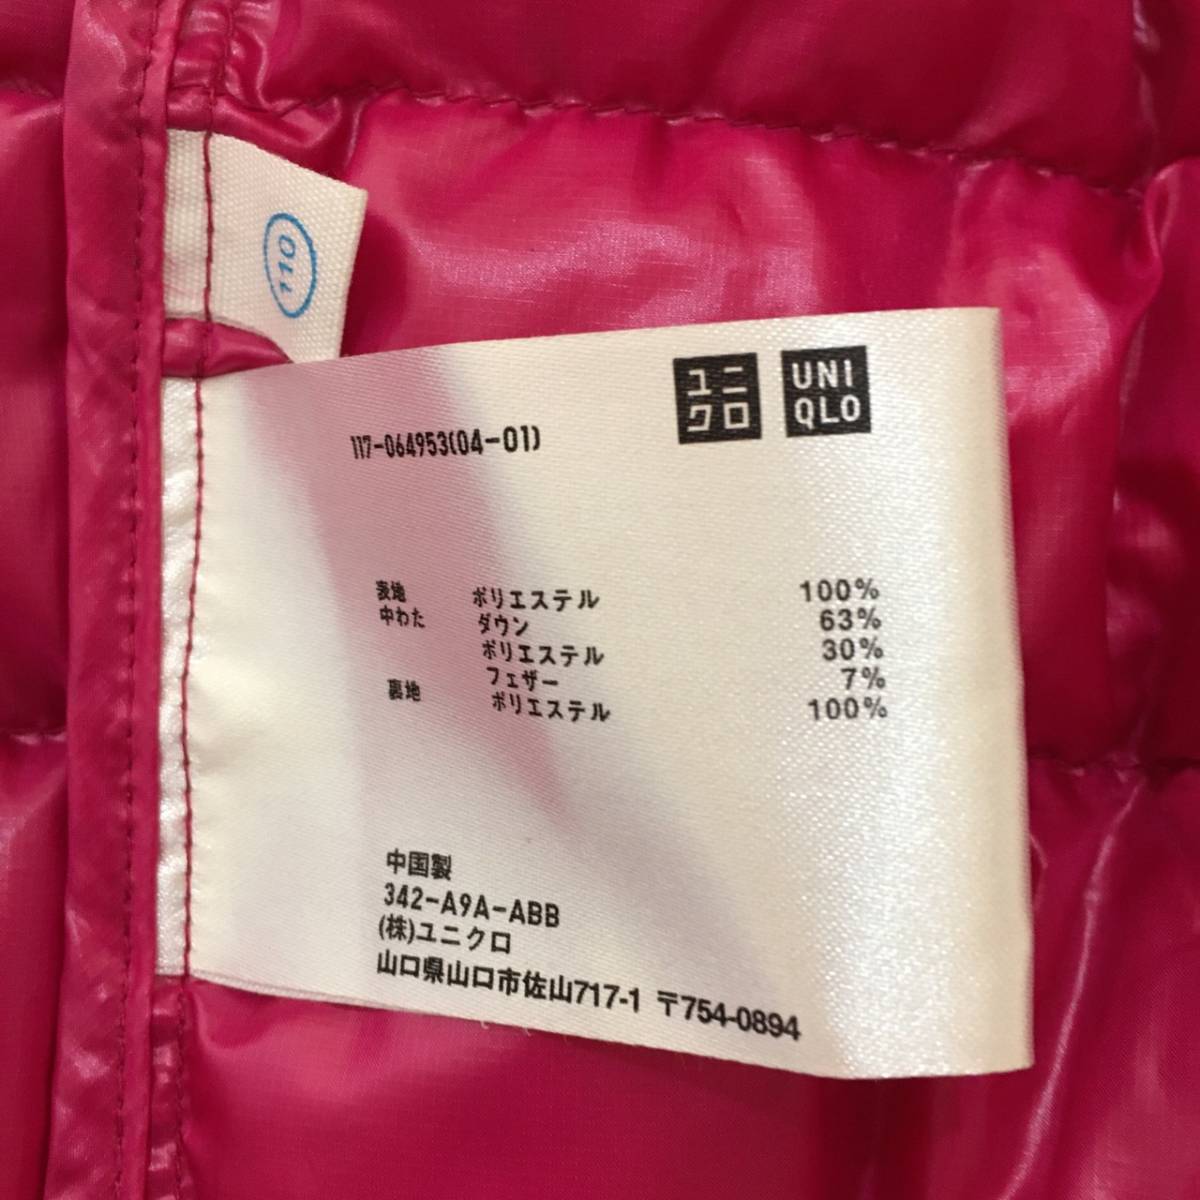 110
ユニ
クロ
UNI
QLO
117-064953(04-01)
表地 ポリエステル 100%
中わた ダウン 63%
ポリエステル 30%
フェザー 7%
裏地 ポリエステル 100%
中国製
342-A9A-ABB
(株)ユニクロ
山口県山口市佐山717-1 〒754-0894